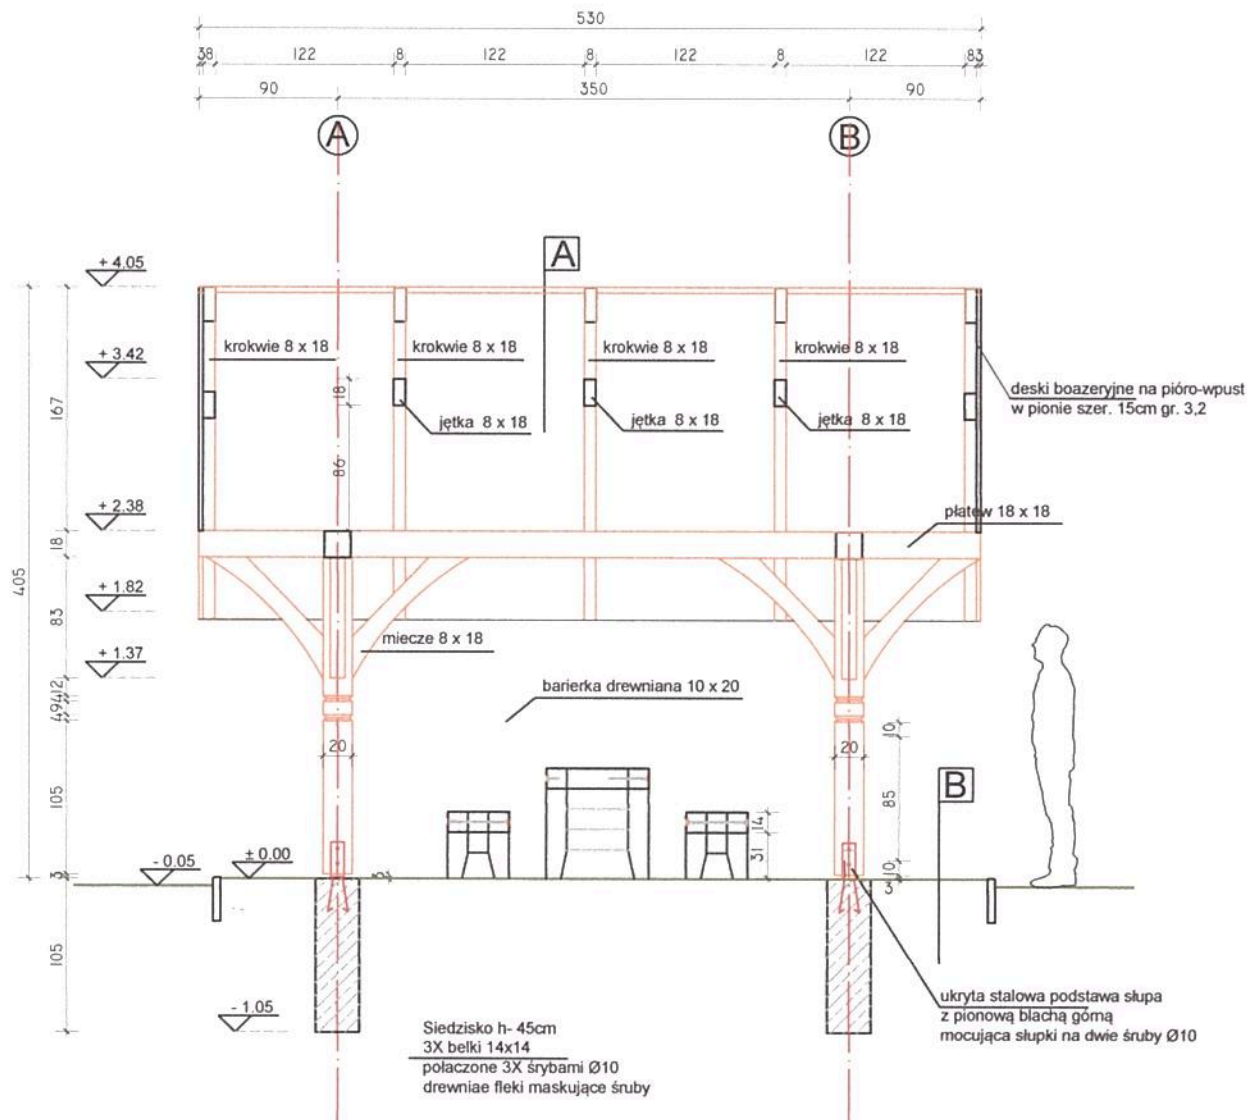 530
38 122 8 122 8 122 8 122 83
90 350 90
A B
A
+ 4.05
+ 3.42
+ 2.38
+ 1.82
+ 1.37
- 0.05
± 0.00
- 1.05
405
167
18
83
12
4
9
4
105
3
105
krokwie 8 x 18 krokwie 8 x 18 krokwie 8 x 18 krokwie 8 x 18
18
86
jętka 8 x 18 jętka 8 x 18 jętka 8 x 18
deski boazeryjne na pióro-wpust
w pionie szer. 15cm gr. 3,2
płatew 18 x 18
miecze 8 x 18
barierka drewniana 10 x 20
20 20
10
85
10
3
14
31
B
ukryta stalowa podstawa słupa
z pionową blachą górną
mocująca słupki na dwie śruby Ø10
Siedzisko h- 45cm
3X belki 14x14
połaczone 3X śrybami Ø10
drewniae fleki maskujące śruby